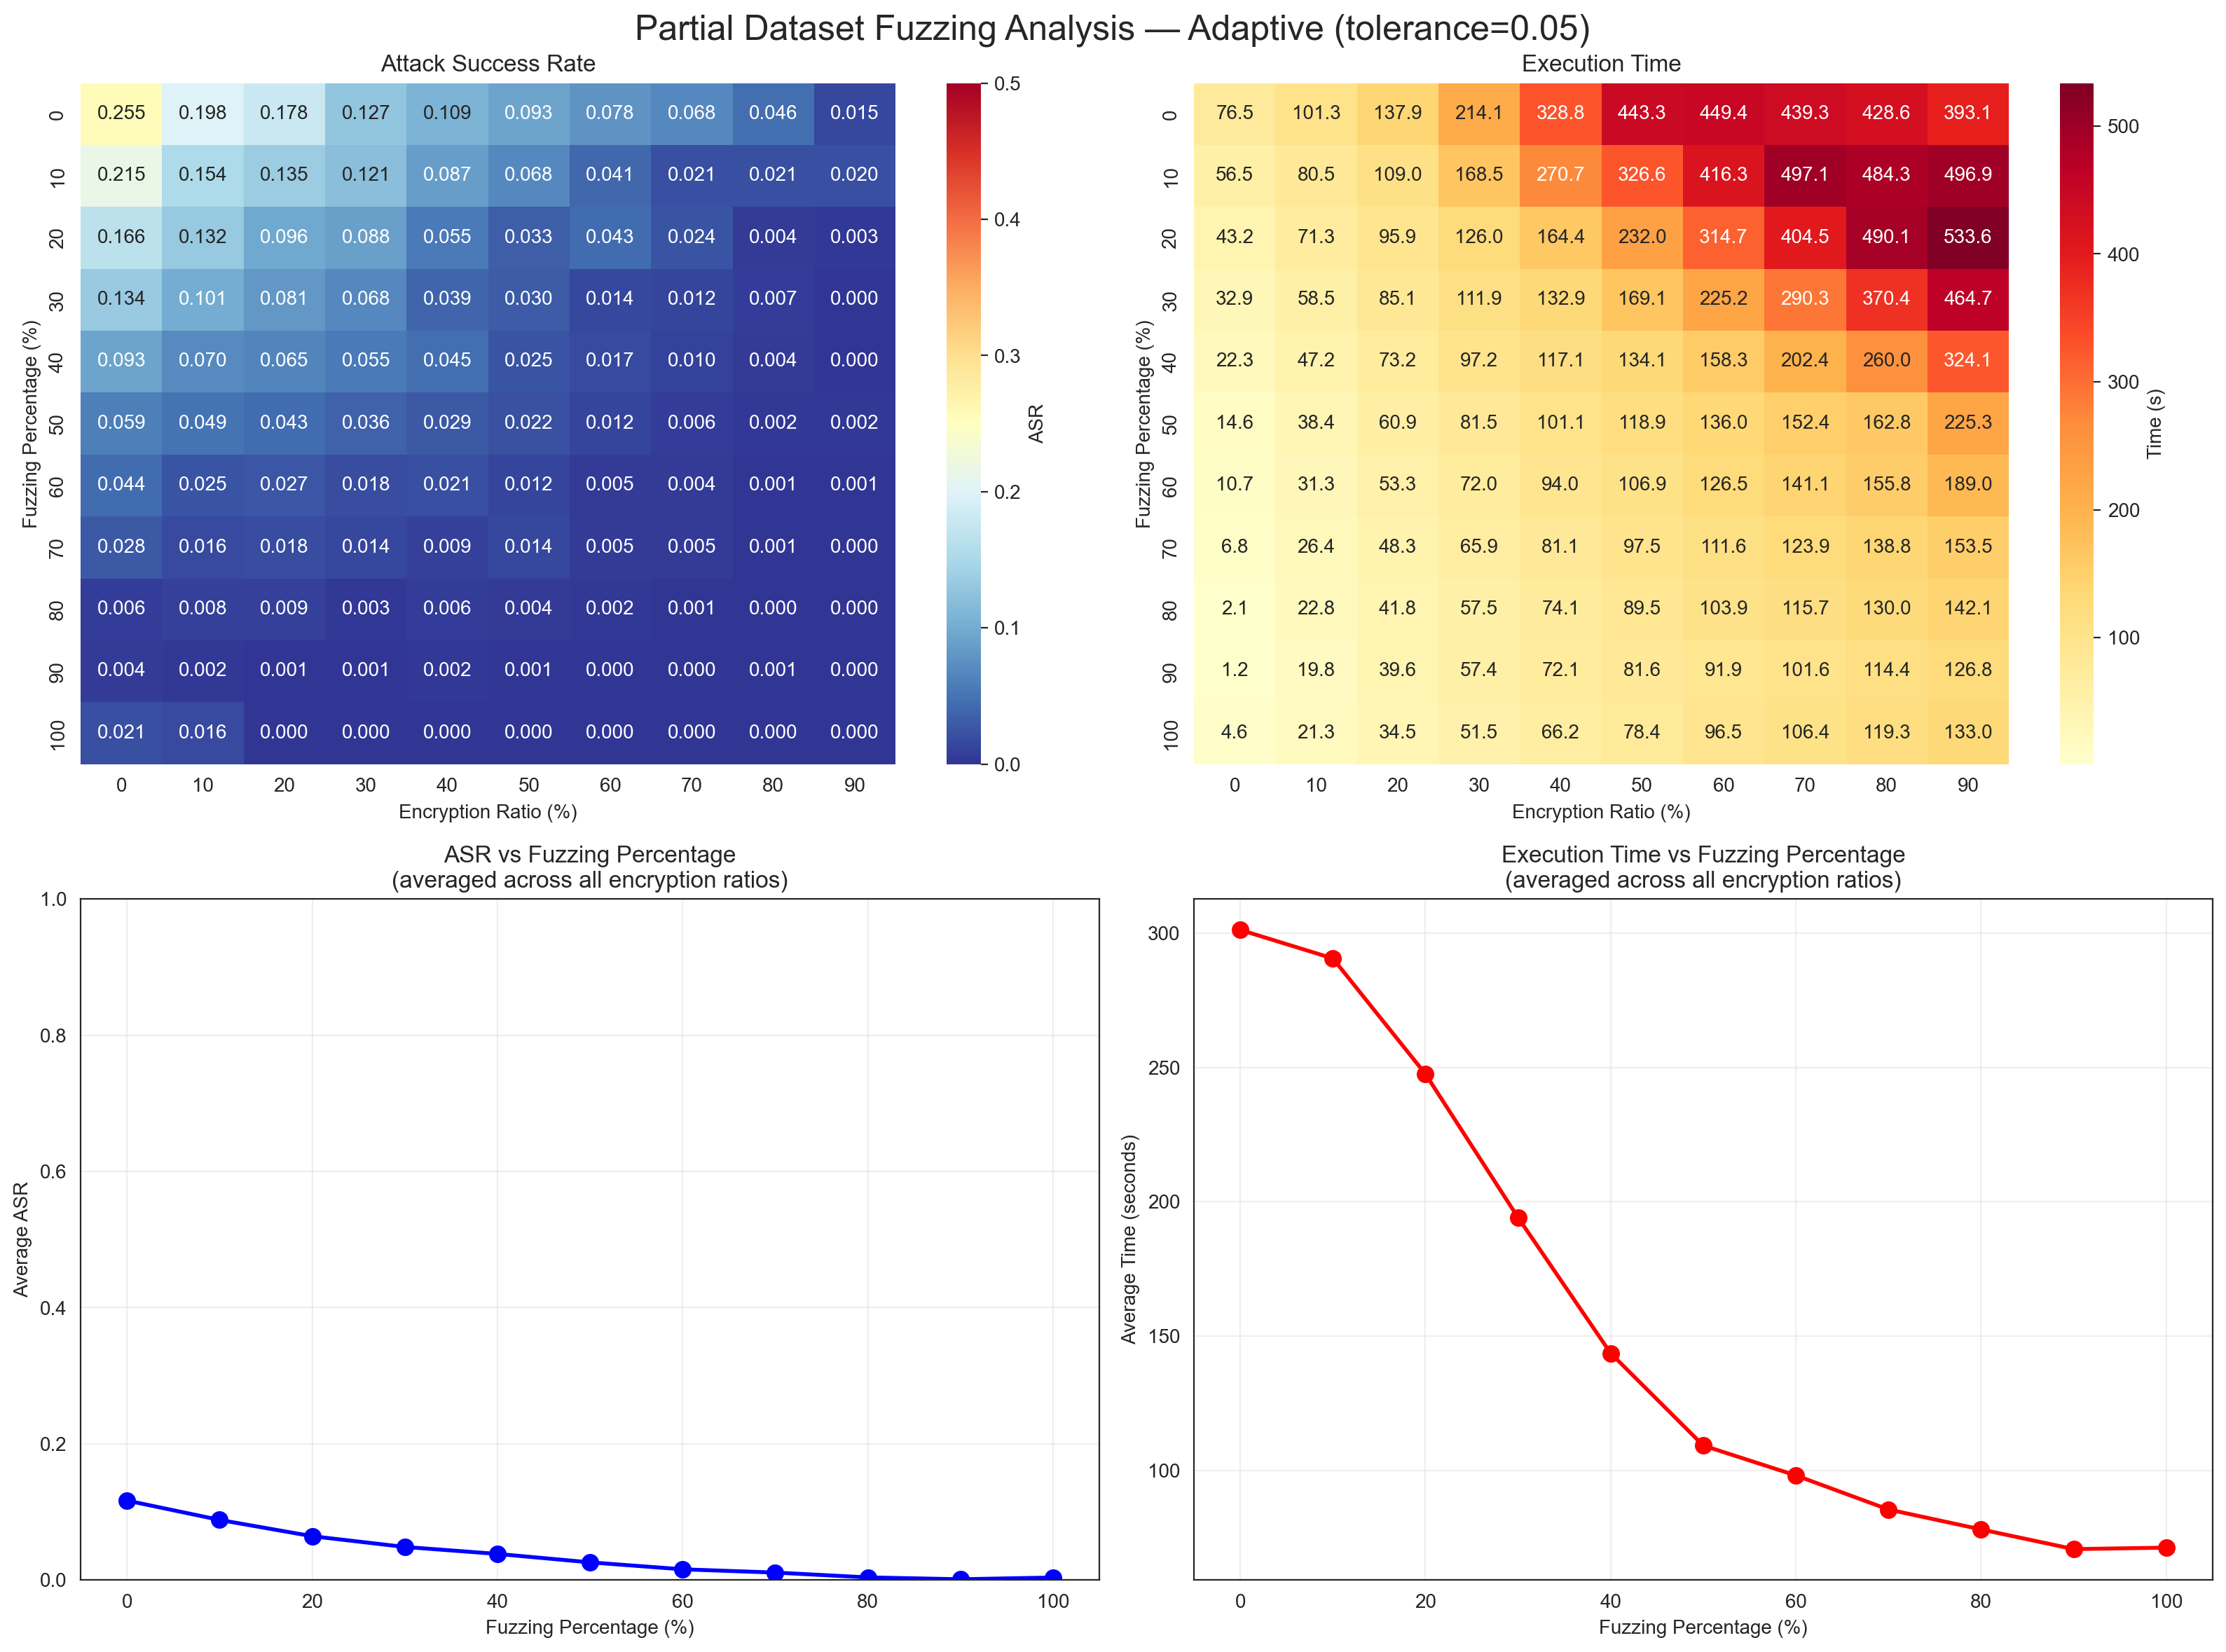 Partial Dataset Fuzzing Analysis — Adaptive (tolerance=0.05)
Attack Success Rate
0 0.255 0.198 0.178 0.127 0.109 0.093 0.078 0.068 0.046 0.015
10 0.215 0.154 0.135 0.121 0.087 0.068 0.041 0.021 0.021 0.020
20 0.166 0.132 0.096 0.088 0.055 0.033 0.043 0.024 0.004 0.003
30 0.134 0.101 0.081 0.068 0.039 0.030 0.014 0.012 0.007 0.000
40 0.093 0.070 0.065 0.055 0.045 0.025 0.017 0.010 0.004 0.000
50 0.059 0.049 0.043 0.036 0.029 0.022 0.012 0.006 0.002 0.002
60 0.044 0.025 0.027 0.018 0.021 0.012 0.005 0.004 0.001 0.001
70 0.028 0.016 0.018 0.014 0.009 0.014 0.005 0.005 0.001 0.000
80 0.006 0.008 0.009 0.003 0.006 0.004 0.002 0.001 0.000 0.000
90 0.004 0.002 0.001 0.001 0.002 0.001 0.000 0.000 0.001 0.000
100 0.021 0.016 0.000 0.000 0.000 0.000 0.000 0.000 0.000 0.000
0 10 20 30 40 50 60 70 80 90
Encryption Ratio (%)
Fuzzing Percentage (%)
0.5
0.4
0.3
0.2
0.1
0.0
ASR
Execution Time
0 76.5 101.3 137.9 214.1 328.8 443.3 449.4 439.3 428.6 393.1
10 56.5 80.5 109.0 168.5 270.7 326.6 416.3 497.1 484.3 496.9
20 43.2 71.3 95.9 126.0 164.4 232.0 314.7 404.5 490.1 533.6
30 32.9 58.5 85.1 111.9 132.9 169.1 225.2 290.3 370.4 464.7
40 22.3 47.2 73.2 97.2 117.1 134.1 158.3 202.4 260.0 324.1
50 14.6 38.4 60.9 81.5 101.1 118.9 136.0 152.4 162.8 225.3
60 10.7 31.3 53.3 72.0 94.0 106.9 126.5 141.1 155.8 189.0
70 6.8 26.4 48.3 65.9 81.1 97.5 111.6 123.9 138.8 153.5
80 2.1 22.8 41.8 57.5 74.1 89.5 103.9 115.7 130.0 142.1
90 1.2 19.8 39.6 57.4 72.1 81.6 91.9 101.6 114.4 126.8
100 4.6 21.3 34.5 51.5 66.2 78.4 96.5 106.4 119.3 133.0
0 10 20 30 40 50 60 70 80 90
Encryption Ratio (%)
Fuzzing Percentage (%)
500
400
300
200
100
Time (s)
ASR vs Fuzzing Percentage
(averaged across all encryption ratios)
1.0
0.8
0.6
0.4
0.2
0.0
Average ASR
0 20 40 60 80 100
Fuzzing Percentage (%)
Execution Time vs Fuzzing Percentage
(averaged across all encryption ratios)
300
250
200
150
100
Average Time (seconds)
0 20 40 60 80 100
Fuzzing Percentage (%)